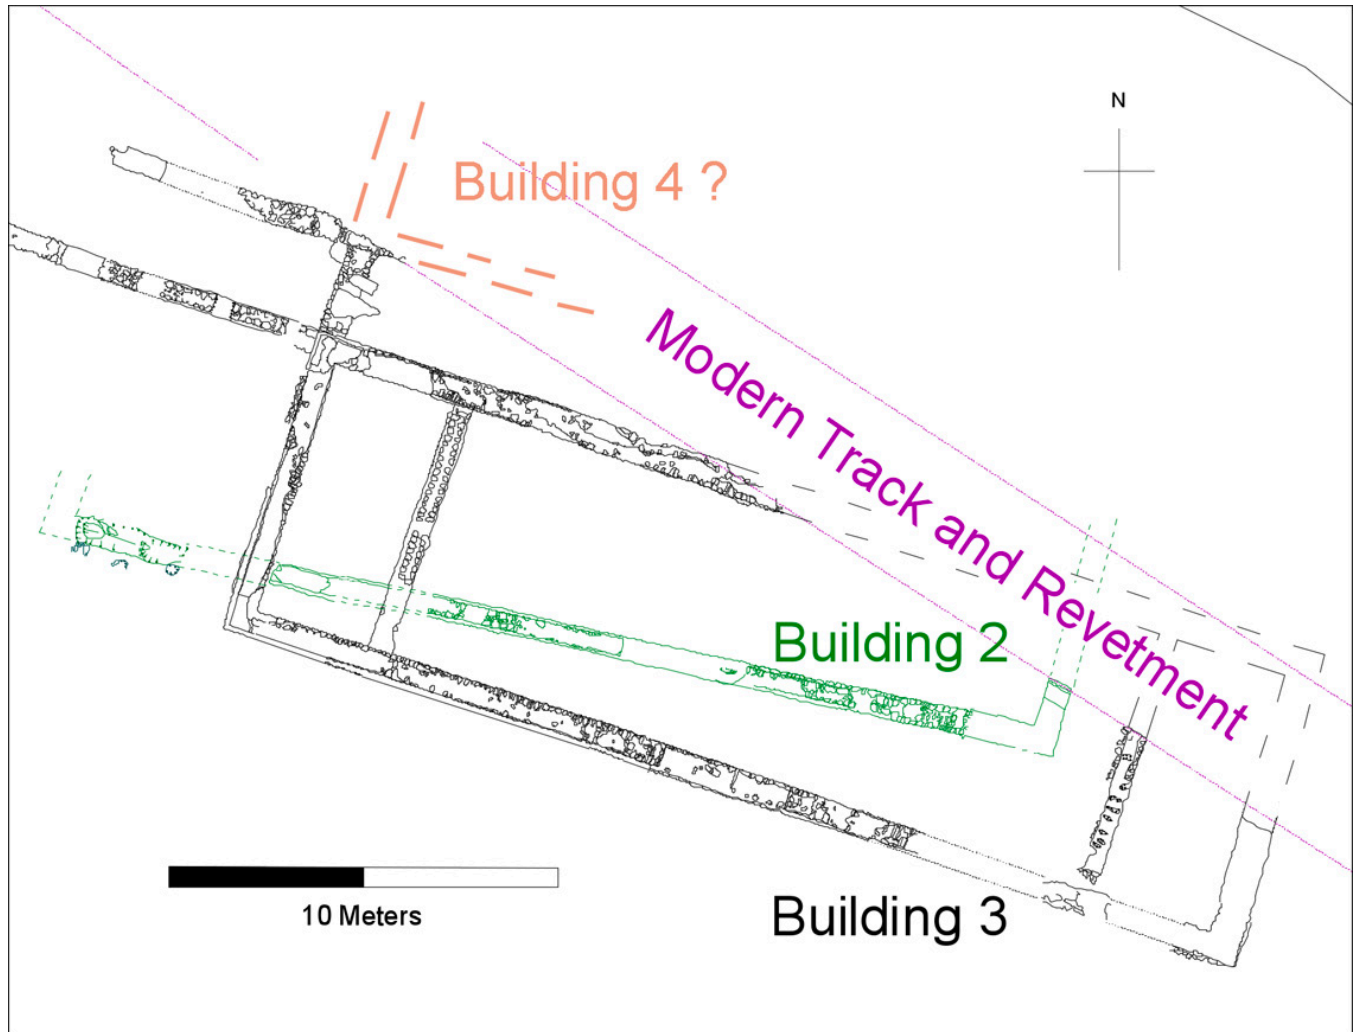 N
Building 4 ?
Modern Track and Revetment
Building 2
Building 3
10 Meters